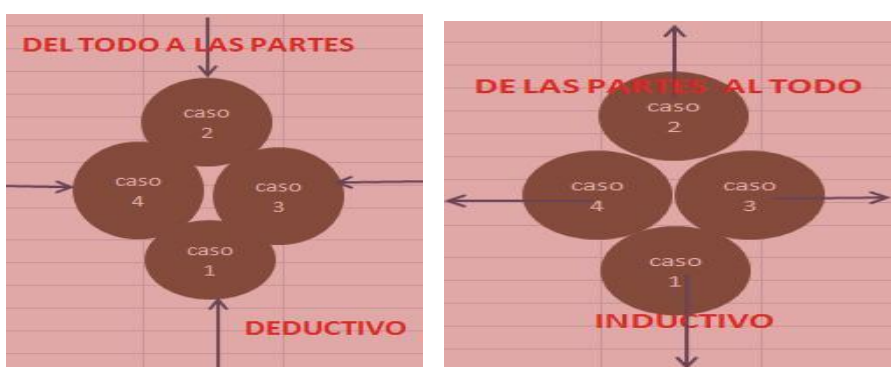 DEL TODO A LAS PARTES
caso
2
caso
4
caso
3
caso
1
DEDUCTIVO
DE LAS PARTES AL TODO
caso
2
caso
4
caso
3
caso
1
INDUCTIVO